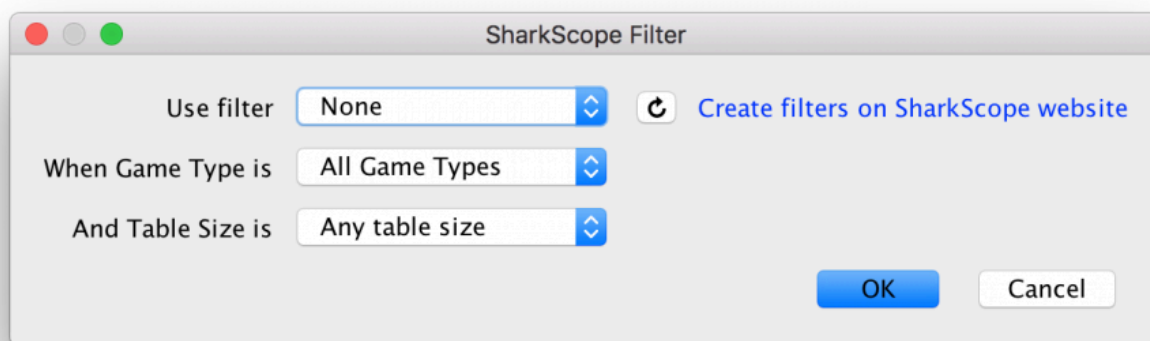 SharkScope Filter
Use filter None Create filters on SharkScope website
When Game Type is All Game Types
And Table Size is Any table size
OK Cancel